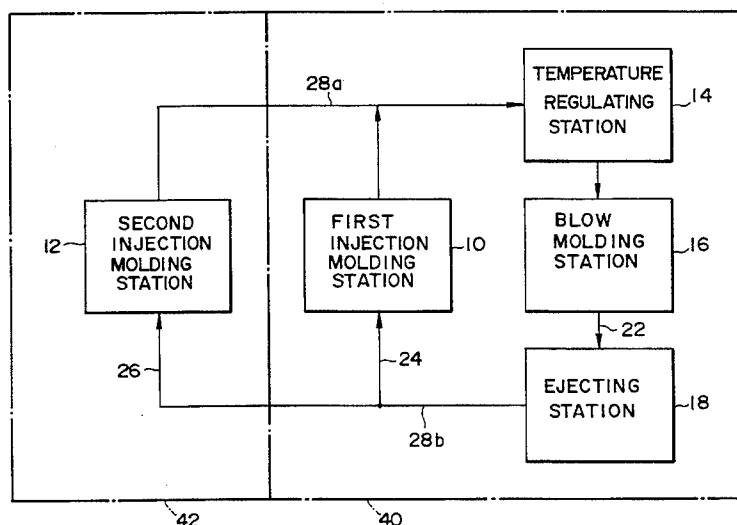 28a
TEMPERATURE
REGULATING
STATION
14
12
SECOND
INJECTION
MOLDING
STATION
FIRST
INJECTION
MOLDING
STATION
10
BLOW
MOLDING
STATION
16
22
26
24
EJECTING
STATION
18
28b
42
40